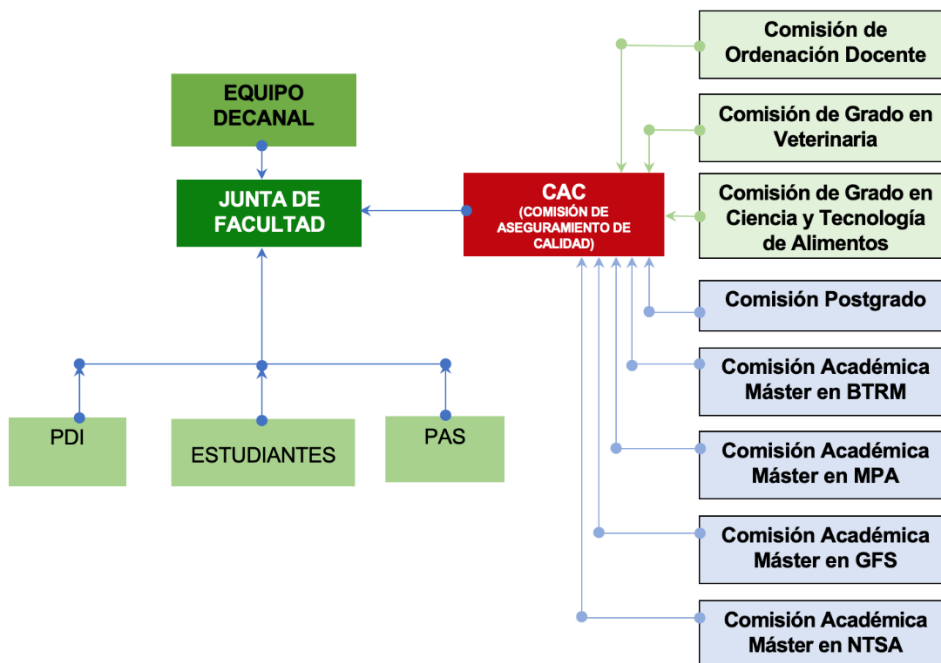 EQUIPO
DECANAL
JUNTA DE
FACULTAD
PDI
ESTUDIANTES
PAS
CAC
(COMISIÓN DE
ASEGURAMIENTO DE
CALIDAD)
Comisión de
Ordenación Docente
Comisión de Grado en
Veterinaria
Comisión de Grado en
Ciencia y Tecnología
de Alimentos
Comisión Postgrado
Comisión Académica
Máster en BTRM
Comisión Académica
Máster en MPA
Comisión Académica
Máster en GFS
Comisión Académica
Máster en NTSA